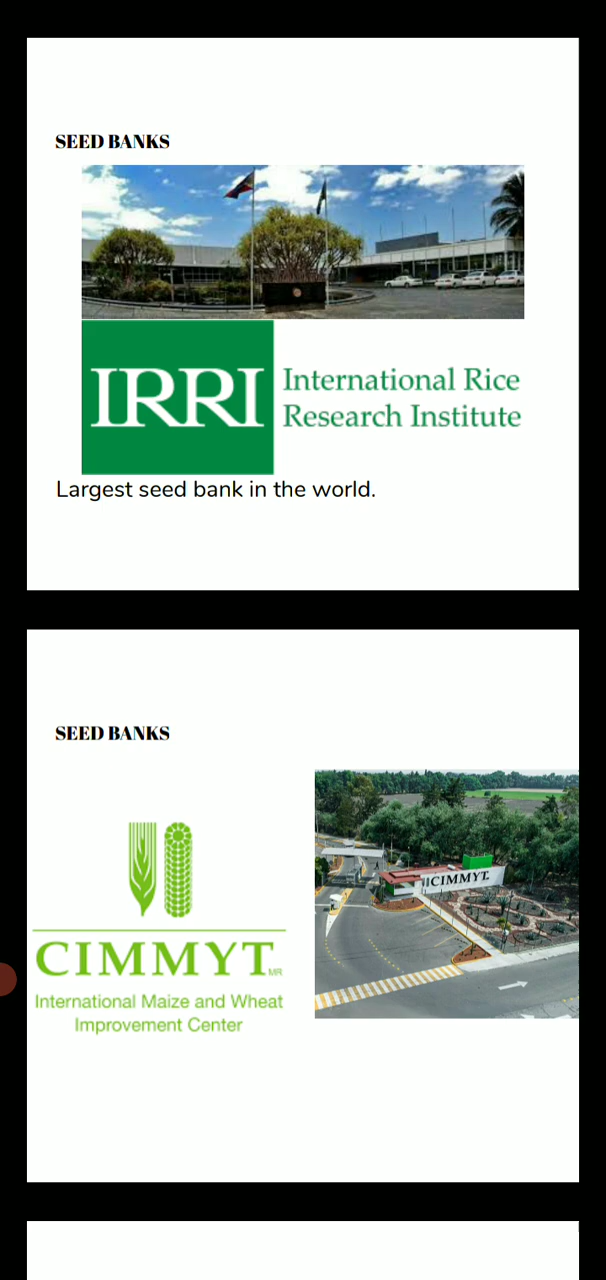 SEED BANKS
IRRI
International Rice
Research Institute
Largest seed bank in the world.
SEED BANKS
CIMMYT
MR
International Maize and Wheat
Improvement Center
CIMMYT